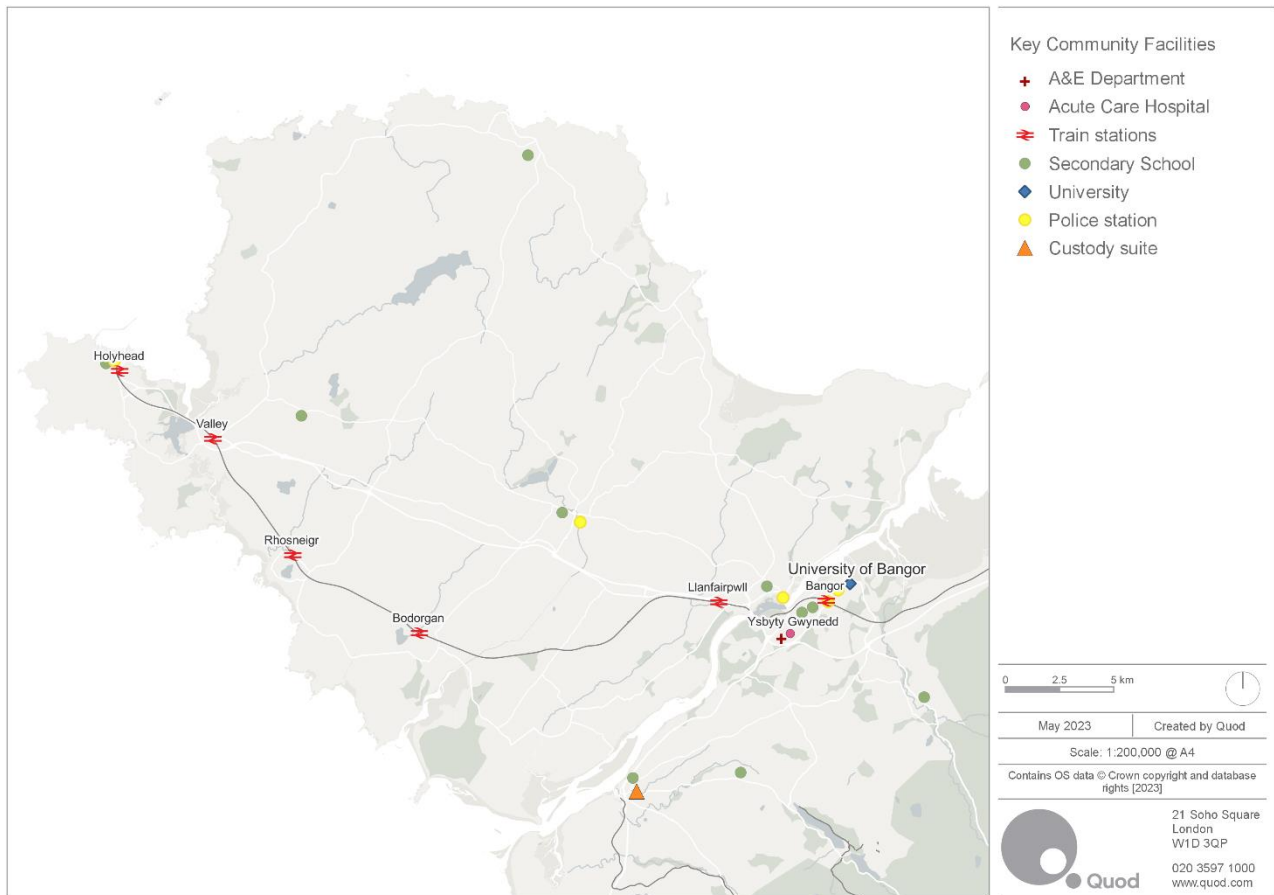 Holyhead
Valley
Rhosneigr
Bodorgan
Llanfairpwll
University of Bangor
Bangor
Ysbyty Gwynedd
Key Community Facilities
A&E Department
Acute Care Hospital
Train stations
Secondary School
University
Police station
Custody suite
0 2.5 5 km
May 2023 Created by Quod
Scale: 1:200,000 @ A4
Contains OS data © Crown copyright and database
rights [2023]
Quod
21 Soho Square
London
W1D 3QP
020 3597 1000
www.quod.com